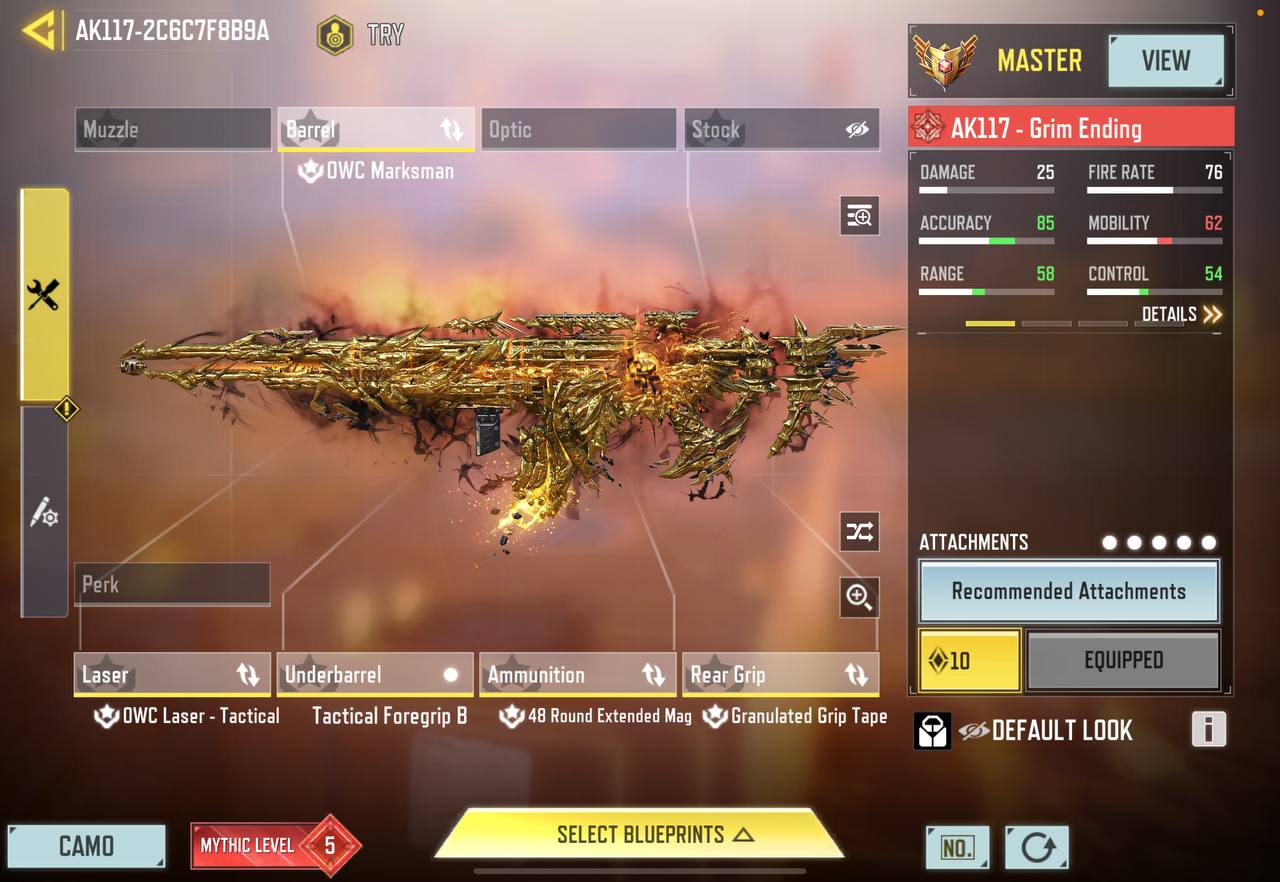 AK117-2C6C7F8B9A
TRY
MASTER
VIEW
Muzzle
Barrel
Optic
Stock
OWC Marksman
AK117 - Grim Ending
DAMAGE 25
FIRE RATE 76
ACCURACY 85
MOBILITY 62
RANGE 58
CONTROL 54
DETAILS
Perk
ATTACHMENTS
Recommended Attachments
10
EQUIPPED
Laser
Underbarrel
Ammunition
Rear Grip
OWC Laser - Tactical
Tactical Foregrip B
48 Round Extended Mag
Granulated Grip Tape
DEFAULT LOOK
i
CAMO
MYTHIC LEVEL 5
SELECT BLUEPRINTS
NO.